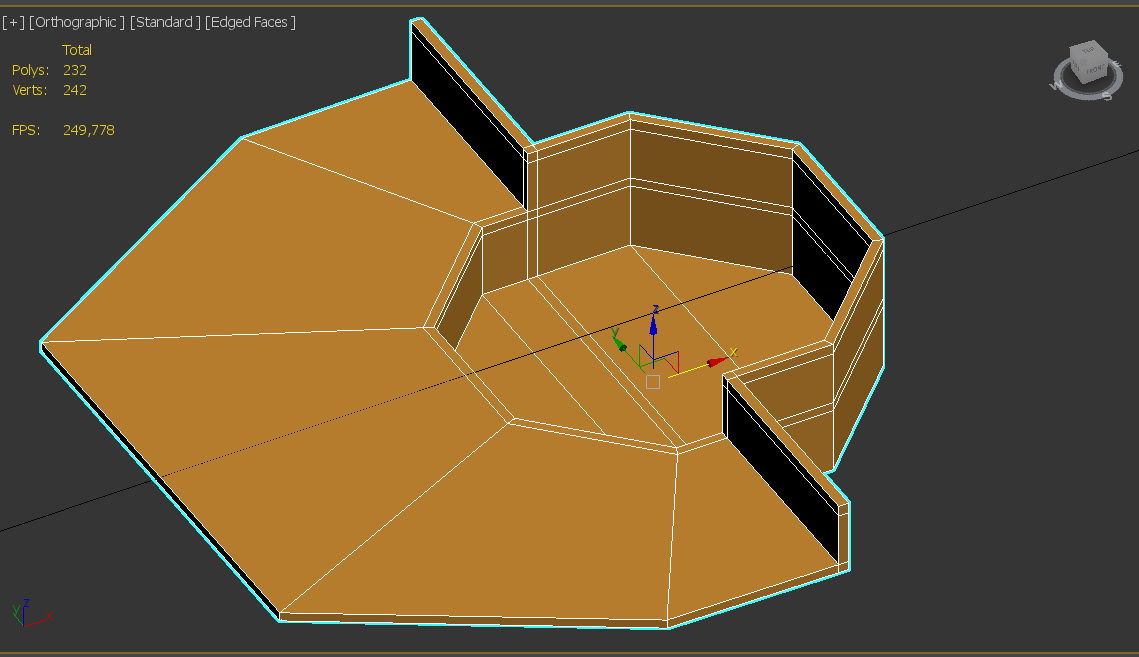 [+] [Orthographic ] [Standard ] [Edged Faces ]
Total
Polys: 232
Verts: 242
FPS: 249,778
W
S
Z
Y
X
Z
Y
X